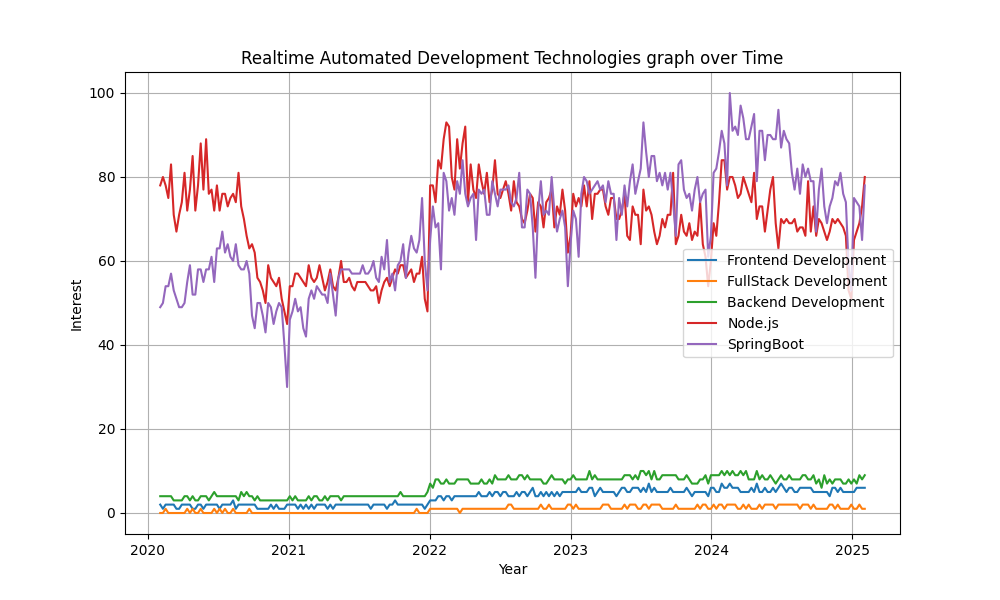 Realtime Automated Development Technologies graph over Time
Interest
100
80
60
40
20
0
Frontend Development
FullStack Development
Backend Development
Node.js
SpringBoot
2020 2021 2022 2023 2024 2025
Year